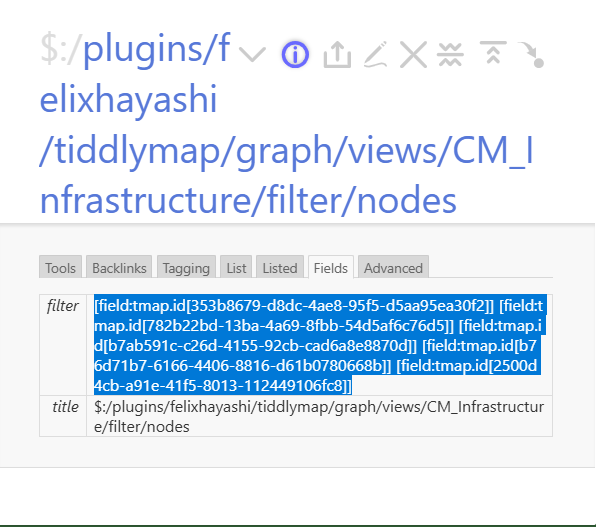 $:/plugins/f
elixhayashi
/tiddlymap/graph/views/CM_I
nfrastructure/filter/nodes
Tools Backlinks Tagging List Listed Fields Advanced
filter [field:tmap.id[353b8679-d8dc-4ae8-95f5-d5aa95ea30f2]] [field:t
map.id[782b22bd-13ba-4a69-8fbb-54d5af6c76d5]] [field:tmap.i
d[b7ab591c-c26d-4155-92cb-cad6a8e8870d]] [field:tmap.id[b7
6d71b7-6166-4406-8816-d61b0780668b]] [field:tmap.id[2500d
4cb-a91e-41f5-8013-112449106fc8]]
title $:/plugins/felixhayashi/tiddlymap/graph/views/CM_Infrastructur
e/filter/nodes